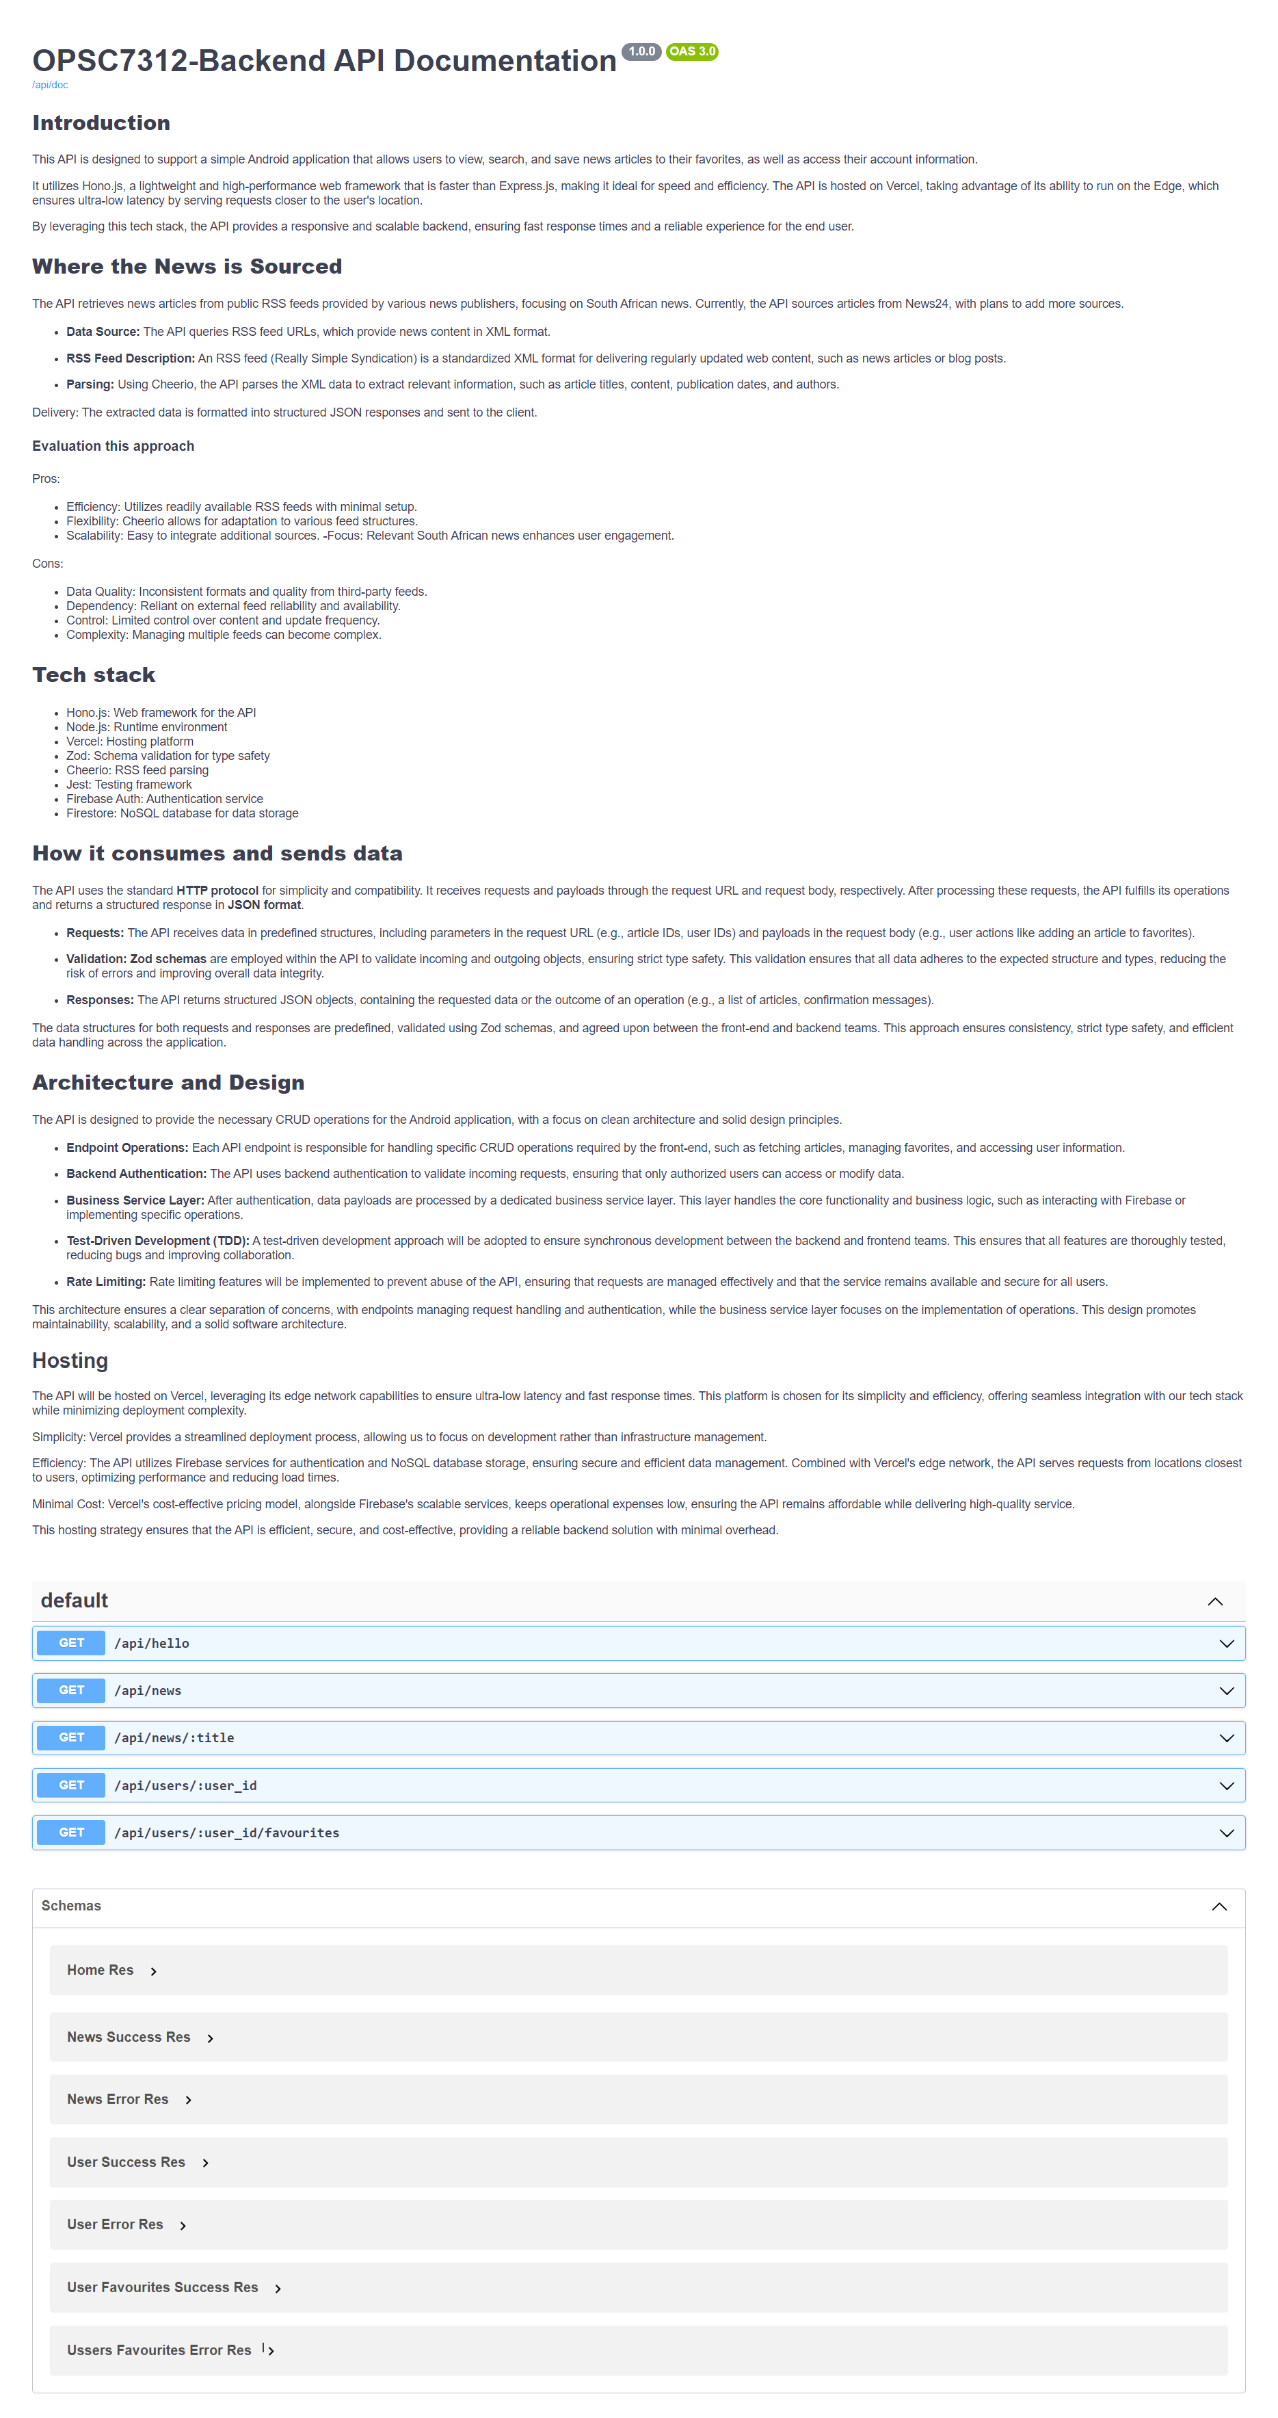 OPSC7312-Backend API Documentation 1.0.0 OAS 3.0
/api/doc
Introduction
This API is designed to support a simple Android application that allows users to view, search, and save news articles to their favorites, as well as access their account information.
It utilizes Hono.js, a lightweight and high-performance web framework that is faster than Express.js, making it ideal for speed and efficiency. The API is hosted on Vercel, taking advantage of its ability to run on the Edge, which
ensures ultra-low latency by serving requests closer to the user's location.
By leveraging this tech stack, the API provides a responsive and scalable backend, ensuring fast response times and a reliable experience for the end user.
Where the News is Sourced
The API retrieves news articles from public RSS feeds provided by various news publishers, focusing on South African news. Currently, the API sources articles from News24, with plans to add more sources.
• Data Source: The API queries RSS feed URLs, which provide news content in XML format.
• RSS Feed Description: An RSS feed (Really Simple Syndication) is a standardized XML format for delivering regularly updated web content, such as news articles or blog posts.
• Parsing: Using Cheerio, the API parses the XML data to extract relevant information, such as article titles, content, publication dates, and authors.
Delivery: The extracted data is formatted into structured JSON responses and sent to the client.
Evaluation this approach
Pros:
• Efficiency: Utilizes readily available RSS feeds with minimal setup.
• Flexibility: Cheerio allows for adaptation to various feed structures.
• Scalability: Easy to integrate additional sources. -Focus: Relevant South African news enhances user engagement.
Cons:
• Data Quality: Inconsistent formats and quality from third-party feeds.
• Dependency: Reliant on external feed reliability and availability.
• Control: Limited control over content and update frequency.
• Complexity: Managing multiple feeds can become complex.
Tech stack
• Hono.js: Web framework for the API
• Node.js: Runtime environment
• Vercel: Hosting platform
• Zod: Schema validation for type safety
• Cheerio: RSS feed parsing
• Jest: Testing framework
• Firebase Auth: Authentication service
• Firestore: NoSQL database for data storage
How it consumes and sends data
The API uses the standard HTTP protocol for simplicity and compatibility. It receives requests and payloads through the request URL and request body, respectively. After processing these requests, the API fulfills its operations
and returns a structured response in JSON format.
• Requests: The API receives data in predefined structures, including parameters in the request URL (e.g., article IDs, user IDs) and payloads in the request body (e.g., user actions like adding an article to favorites).
• Validation: Zod schemas are employed within the API to validate incoming and outgoing objects, ensuring strict type safety. This validation ensures that all data adheres to the expected structure and types, reducing the
risk of errors and improving overall data integrity.
• Responses: The API returns structured JSON objects, containing the requested data or the outcome of an operation (e.g., a list of articles, confirmation messages).
The data structures for both requests and responses are predefined, validated using Zod schemas, and agreed upon between the front-end and backend teams. This approach ensures consistency, strict type safety, and efficient
data handling across the application.
Architecture and Design
The API is designed to provide the necessary CRUD operations for the Android application, with a focus on clean architecture and solid design principles.
• Endpoint Operations: Each API endpoint is responsible for handling specific CRUD operations required by the front-end, such as fetching articles, managing favorites, and accessing user information.
• Backend Authentication: The API uses backend authentication to validate incoming requests, ensuring that only authorized users can access or modify data.
• Business Service Layer: After authentication, data payloads are processed by a dedicated business service layer. This layer handles the core functionality and business logic, such as interacting with Firebase or
implementing specific operations.
• Test-Driven Development (TDD): A test-driven development approach will be adopted to ensure synchronous development between the backend and frontend teams. This ensures that all features are thoroughly tested,
reducing bugs and improving collaboration.
• Rate Limiting: Rate limiting features will be implemented to prevent abuse of the API, ensuring that requests are managed effectively and that the service remains available and secure for all users.
This architecture ensures a clear separation of concerns, with endpoints managing request handling and authentication, while the business service layer focuses on the implementation of operations. This design promotes
maintainability, scalability, and a solid software architecture.
Hosting
The API will be hosted on Vercel, leveraging its edge network capabilities to ensure ultra-low latency and fast response times. This platform is chosen for its simplicity and efficiency, offering seamless integration with our tech stack
while minimizing deployment complexity.
Simplicity: Vercel provides a streamlined deployment process, allowing us to focus on development rather than infrastructure management.
Efficiency: The API utilizes Firebase services for authentication and NoSQL database storage, ensuring secure and efficient data management. Combined with Vercel's edge network, the API serves requests from locations closest
to users, optimizing performance and reducing load times.
Minimal Cost: Vercel's cost-effective pricing model, alongside Firebase's scalable services, keeps operational expenses low, ensuring the API remains affordable while delivering high-quality service.
This hosting strategy ensures that the API is efficient, secure, and cost-effective, providing a reliable backend solution with minimal overhead.
default
GET /api/hello
GET /api/news
GET /api/news/:title
GET /api/users/:user_id
GET /api/users/:user_id/favourites
Schemas
Home Res
News Success Res
News Error Res
User Success Res
User Error Res
User Favourites Success Res
Ussers Favourites Error Res